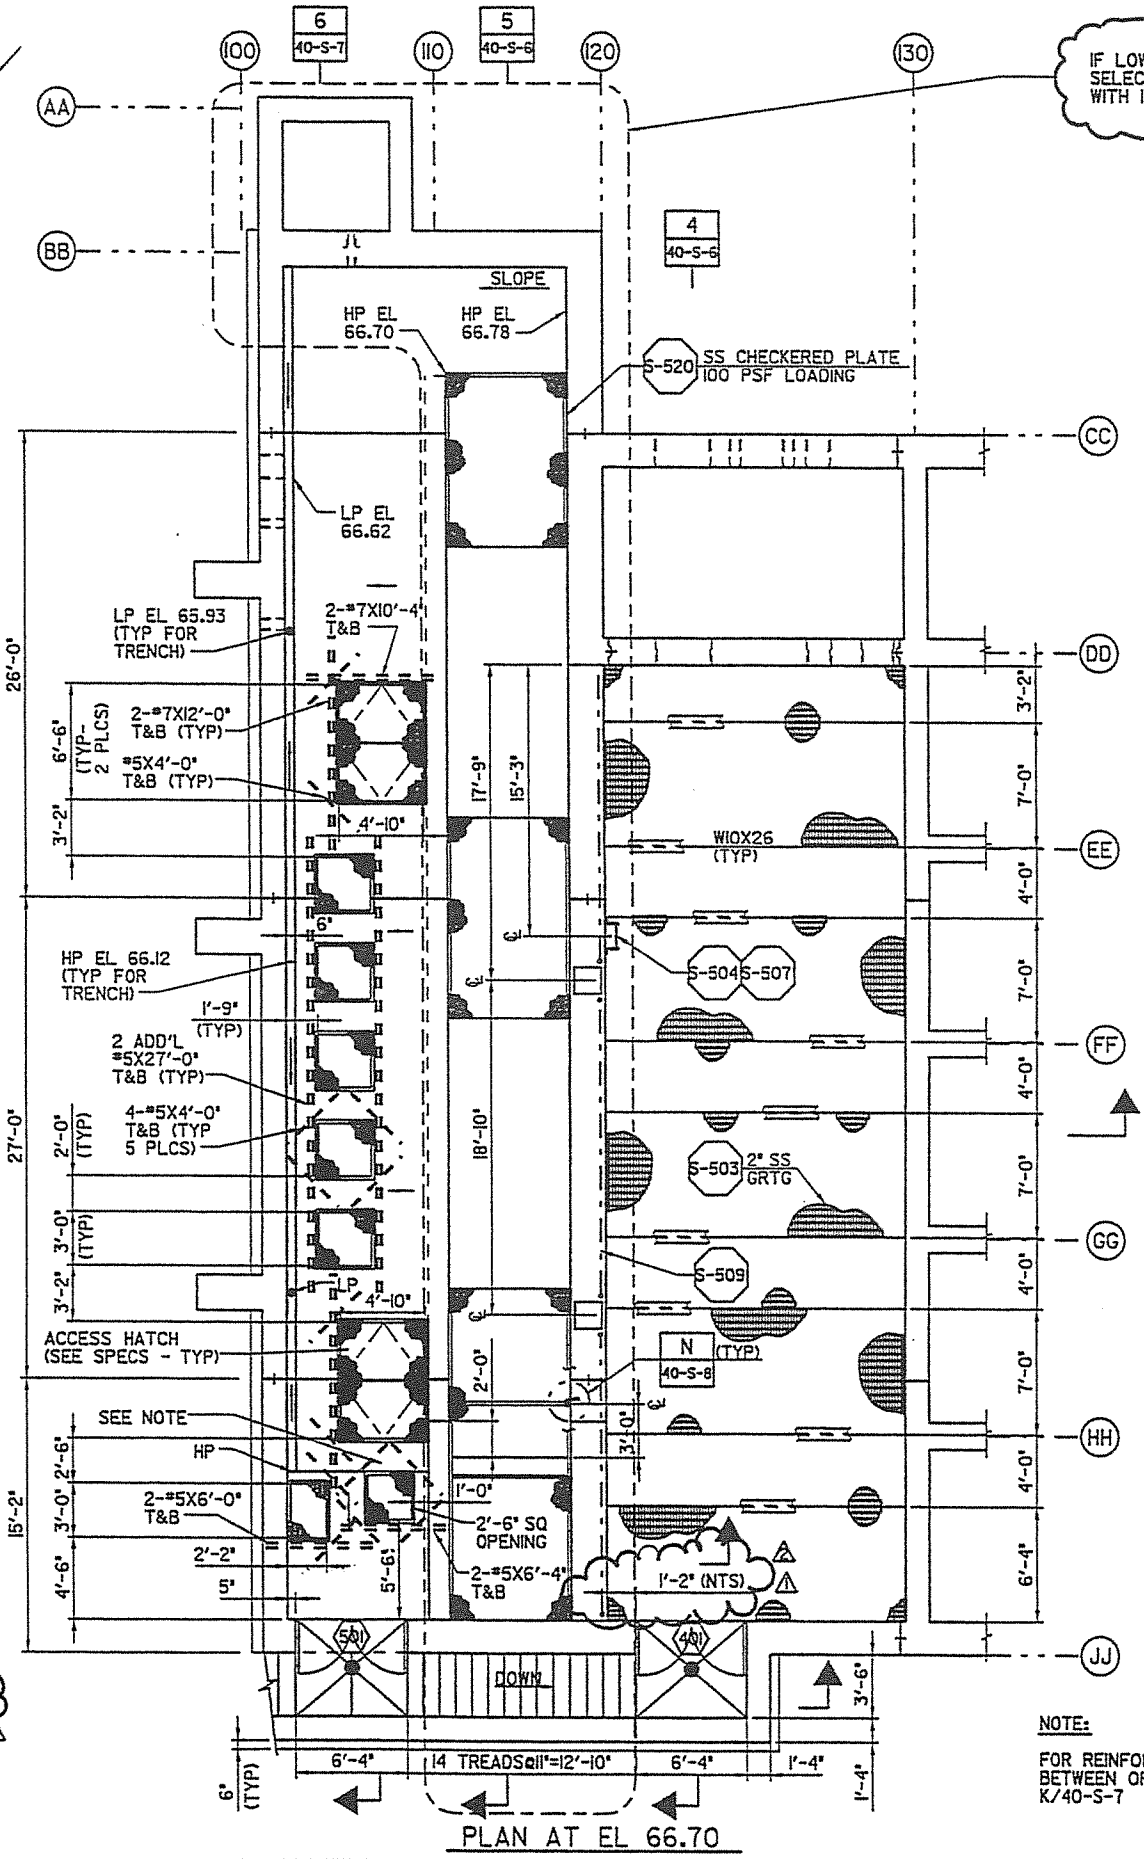 6
40-S-7
5
40-S-6
100
110
120
130
AA
BB
4
40-S-6
SLOPE
HP EL
66.70
HP EL
66.78
S-520
SS CHECKERED PLATE
100 PSF LOADING
CC
LP EL
66.62
LP EL 65.93
(TYP FOR
TRENCH)
2-#7X10'-4"
T&B
DD
26'-0"
3'-2"
6'-6"
(TYP-
2 PLCS)
2-#7X12'-0"
T&B (TYP)
#5X4'-0"
T&B (TYP)
17'-9"
15'-3"
7'-0"
3'-2"
4'-10"
W10X26
(TYP)
EE
4'-0"
6"
HP EL 66.12
(TYP FOR
TRENCH)
S-504
S-507
7'-0"
1'-9"
(TYP)
2 ADD'L
#5X27'-0"
T&B (TYP)
FF
4'-0"
27'-0"
2'-0"
(TYP)
4-#5X4'-0"
T&B (TYP
5 PLCS)
18'-10"
S-503
2" SS
GRTG
7'-0"
3'-0"
(TYP)
GG
S-509
4'-0"
3'-2"
LP
4'-10"
ACCESS HATCH
(SEE SPECS - TYP)
N
40-S-8
(TYP)
2'-0"
7'-0"
SEE NOTE
3'-0"
HH
HP
2'-6"
4'-0"
15'-2"
3'-0"
2-#5X6'-0"
T&B
1'-0"
2'-6" SQ
OPENING
2'-2"
5'-6"
2-#5X6'-4"
T&B
4'-6"
5"
1'-2" (NTS)
2
1
6'-4"
501
401
JJ
DOWN
3'-6"
6"
(TYP)
6'-4"
14 TREADS@11"=12'-10"
6'-4"
1'-4"
1'-4"
NOTE:
K/40-S-7
PLAN AT EL 66.70